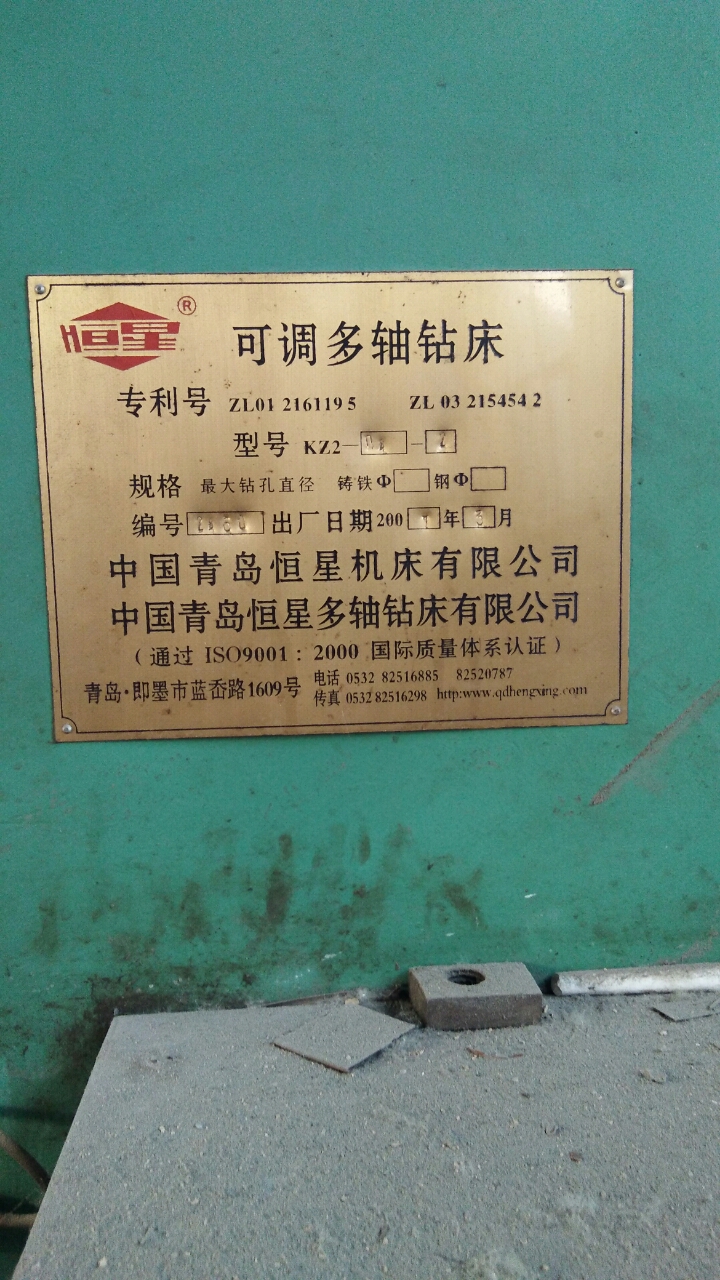 恒星®
可调多轴钻床
专利号 ZL01 2161195 ZL 03 215454 2
型号 KZ2- -
规格 最大钻孔直径 铸铁Φ 钢Φ
编号 出厂日期200 年 月
中国青岛恒星机床有限公司
中国青岛恒星多轴钻床有限公司
（通过 ISO9001：2000 国际质量体系认证）
青岛·即墨市蓝岙路1609号
电话 0532 82516885 82520787
传真 0532 82516298 http:www.qdhengxing.com